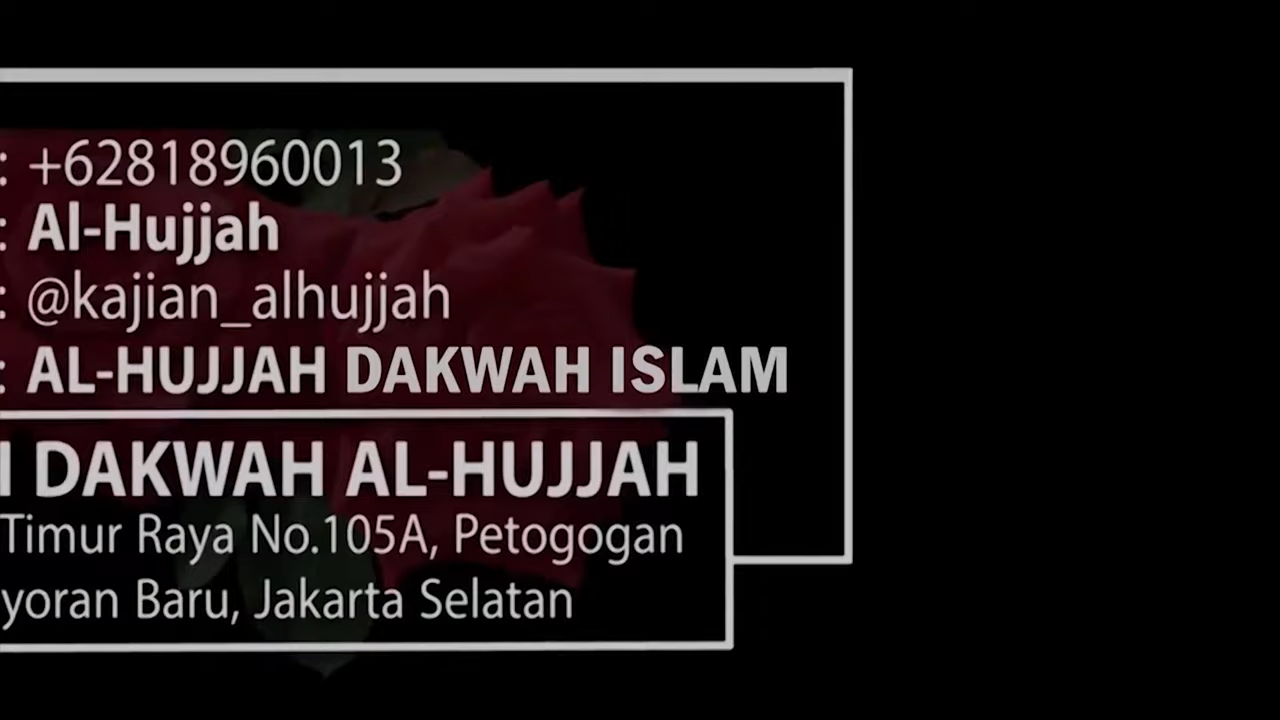 : +62818960013
: Al-Hujjah
: @kajian_alhujjah
: AL-HUJJAH DAKWAH ISLAM
DAKWAH AL-HUJJAH
Timur Raya No.105A, Petogogan
yoran Baru, Jakarta Selatan